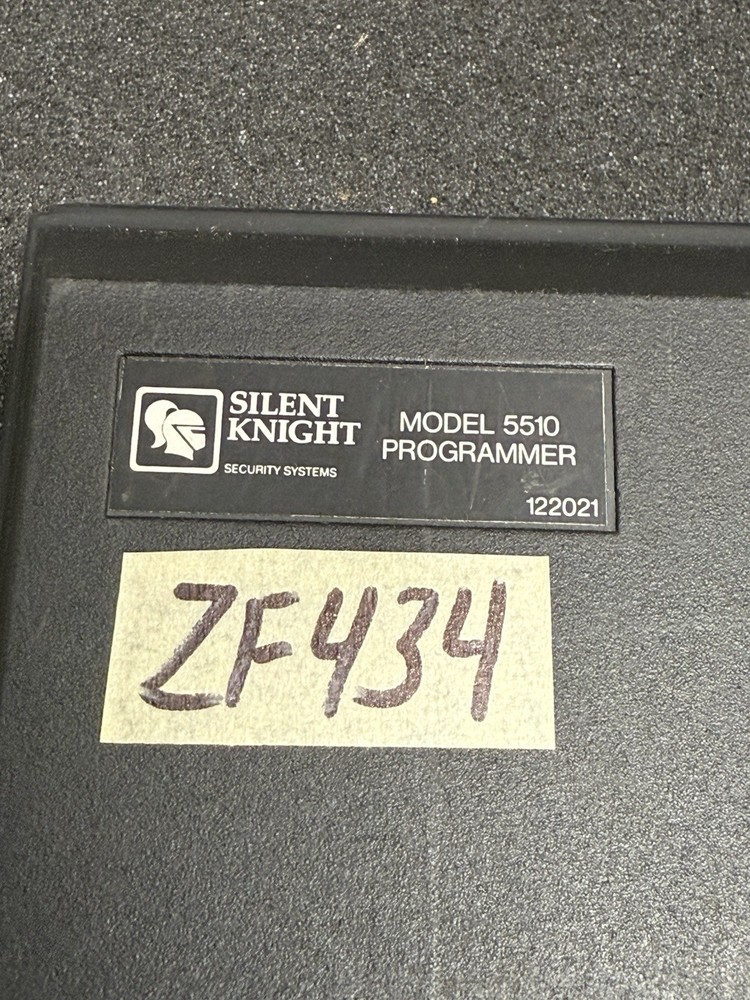 SILENT
KNIGHT
SECURITY SYSTEMS
MODEL 5510
PROGRAMMER
122021
ZF434